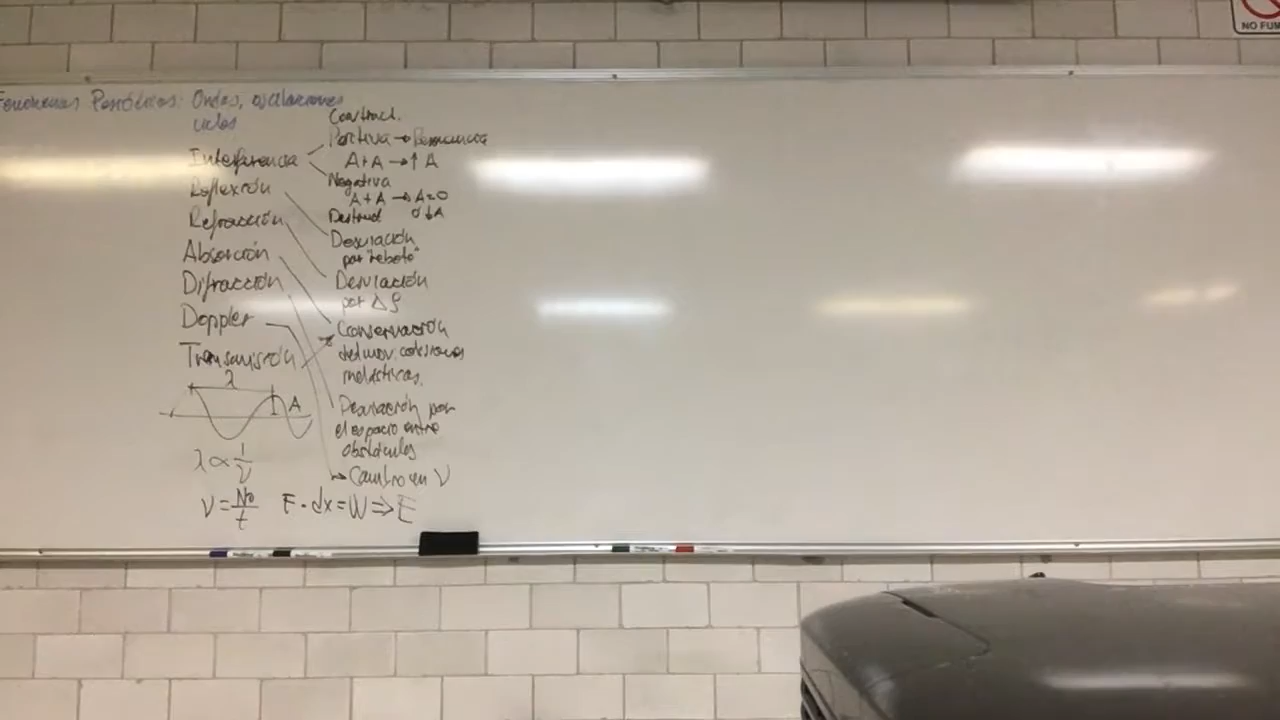 Fenómenos Periódicos: Ondas, oscilaciones
ciclos
Interferencia
Construct.
Positiva → Resonancia
A+A → ↑ A
Negativa
A+A → A=0
Destruct ó ↓A
Reflexión
Desviación
por "rebote"
Refracción
Desviación
por Δρ
Absorción
Conservación
del mov. colisiones
inelásticas.
Difracción
Desviación por
el espacio entre
obstáculos
Doppler
Cambio en ν
Transmisión
λ
A
λ ∝ 1/ν
ν = No/t F · dx = W ⇒ E
NO FUM